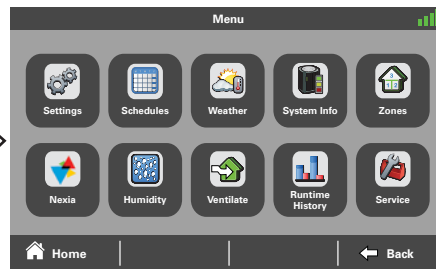 Menu
Settings
Schedules
Weather
System Info
Zones
Nexia
Humidity
Ventilate
Runtime
History
Service
Home
Back